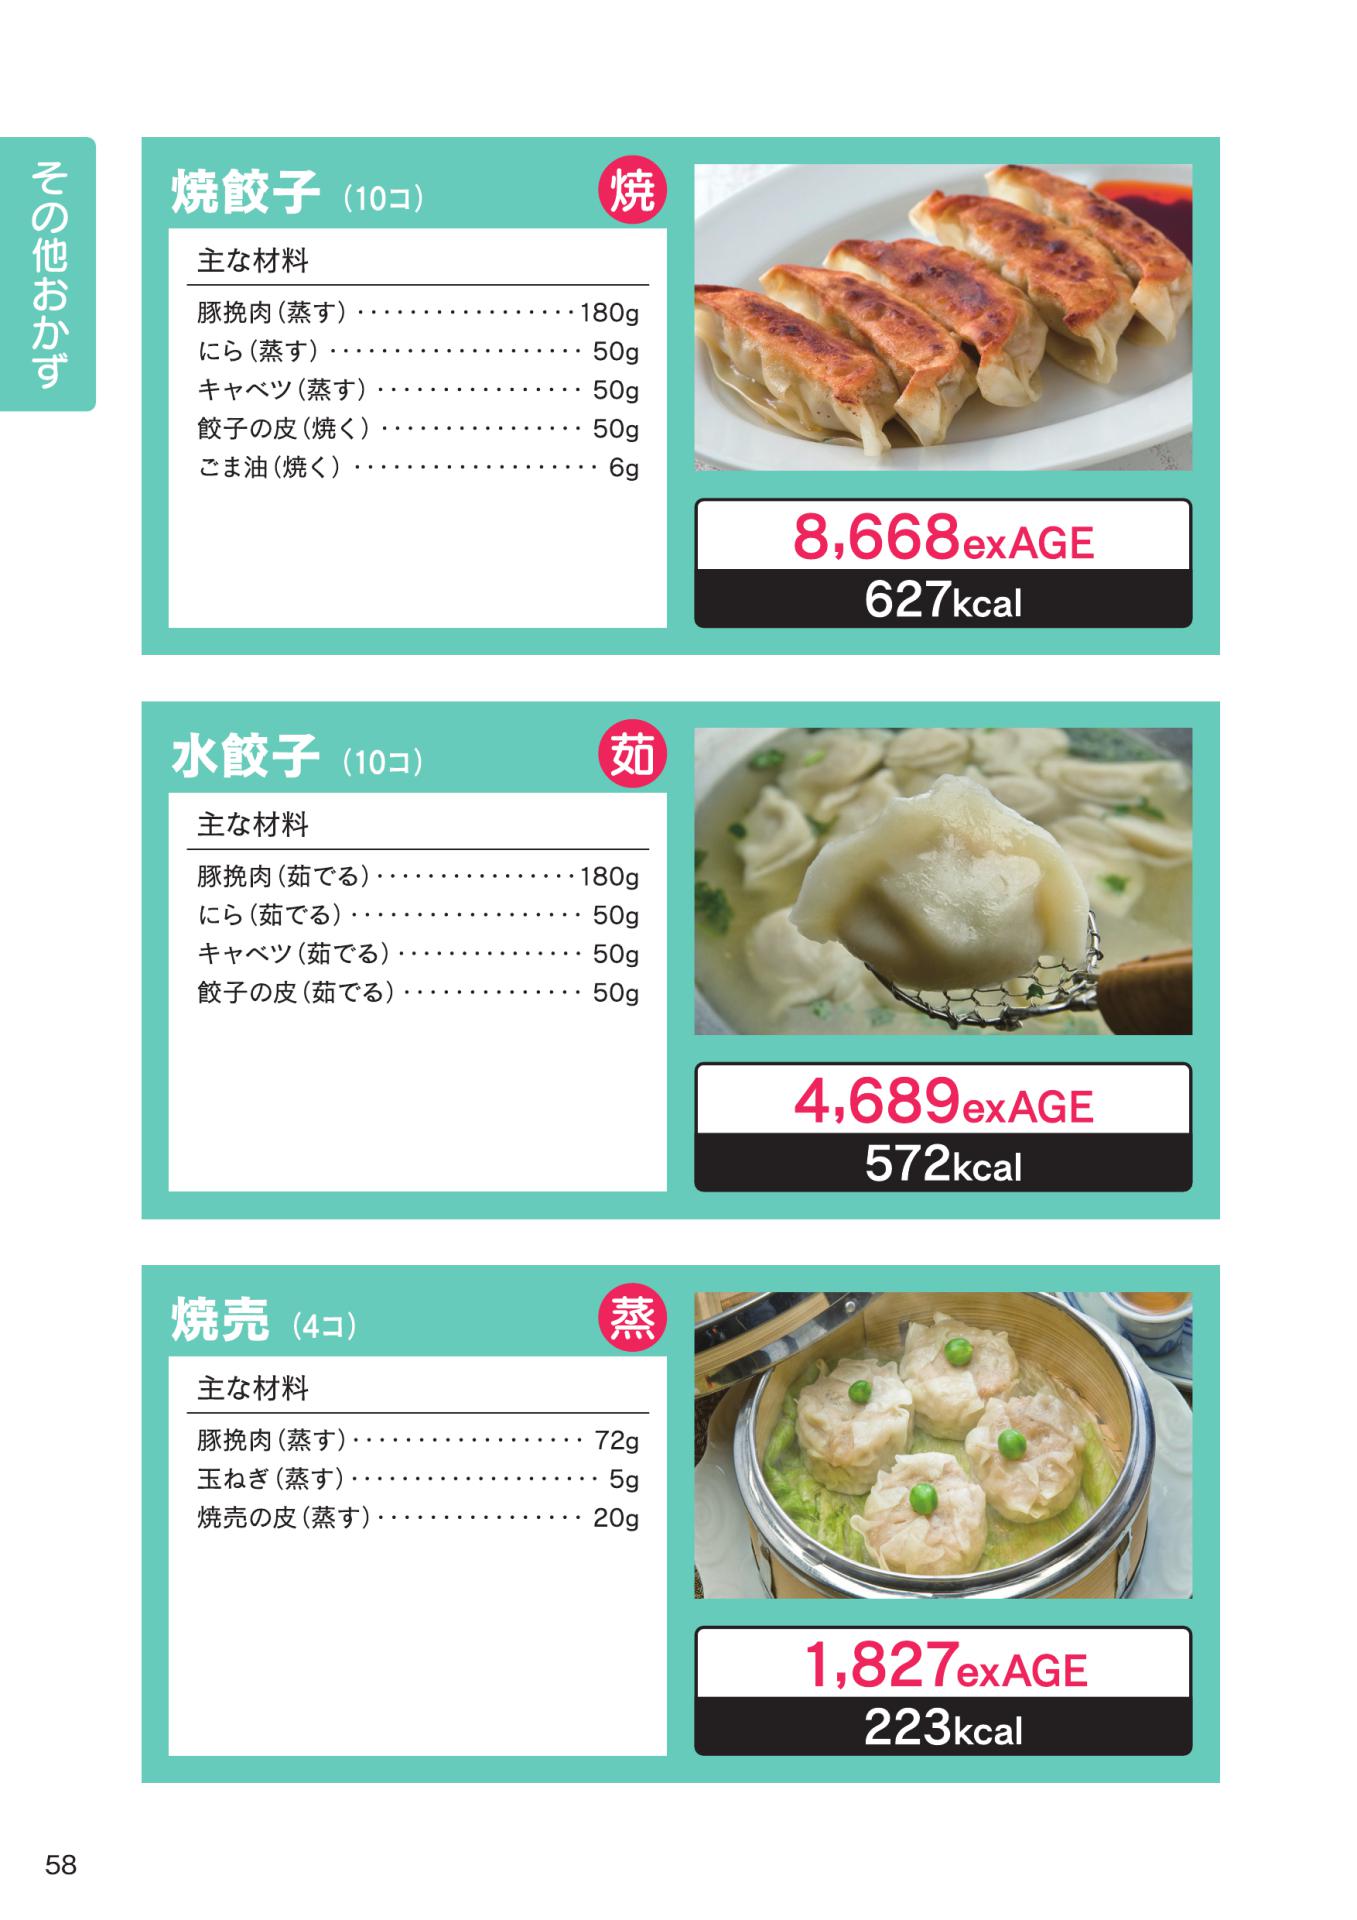 その他おかず
焼餃子（10コ）
焼
主な材料
豚挽肉（蒸す）‥‥‥‥‥‥‥‥180g
にら（蒸す）‥‥‥‥‥‥‥‥‥‥50g
キャベツ（蒸す）‥‥‥‥‥‥‥‥50g
餃子の皮（焼く）‥‥‥‥‥‥‥‥50g
ごま油（焼く）‥‥‥‥‥‥‥‥‥6g
8,668exAGE
627kcal
水餃子（10コ）
茹
主な材料
豚挽肉（茹でる）‥‥‥‥‥‥‥‥180g
にら（茹でる）‥‥‥‥‥‥‥‥‥50g
キャベツ（茹でる）‥‥‥‥‥‥‥50g
餃子の皮（茹でる）‥‥‥‥‥‥‥50g
4,689exAGE
572kcal
焼売（4コ）
蒸
主な材料
豚挽肉（蒸す）‥‥‥‥‥‥‥‥‥72g
玉ねぎ（蒸す）‥‥‥‥‥‥‥‥‥‥5g
焼売の皮（蒸す）‥‥‥‥‥‥‥‥20g
1,827exAGE
223kcal
58